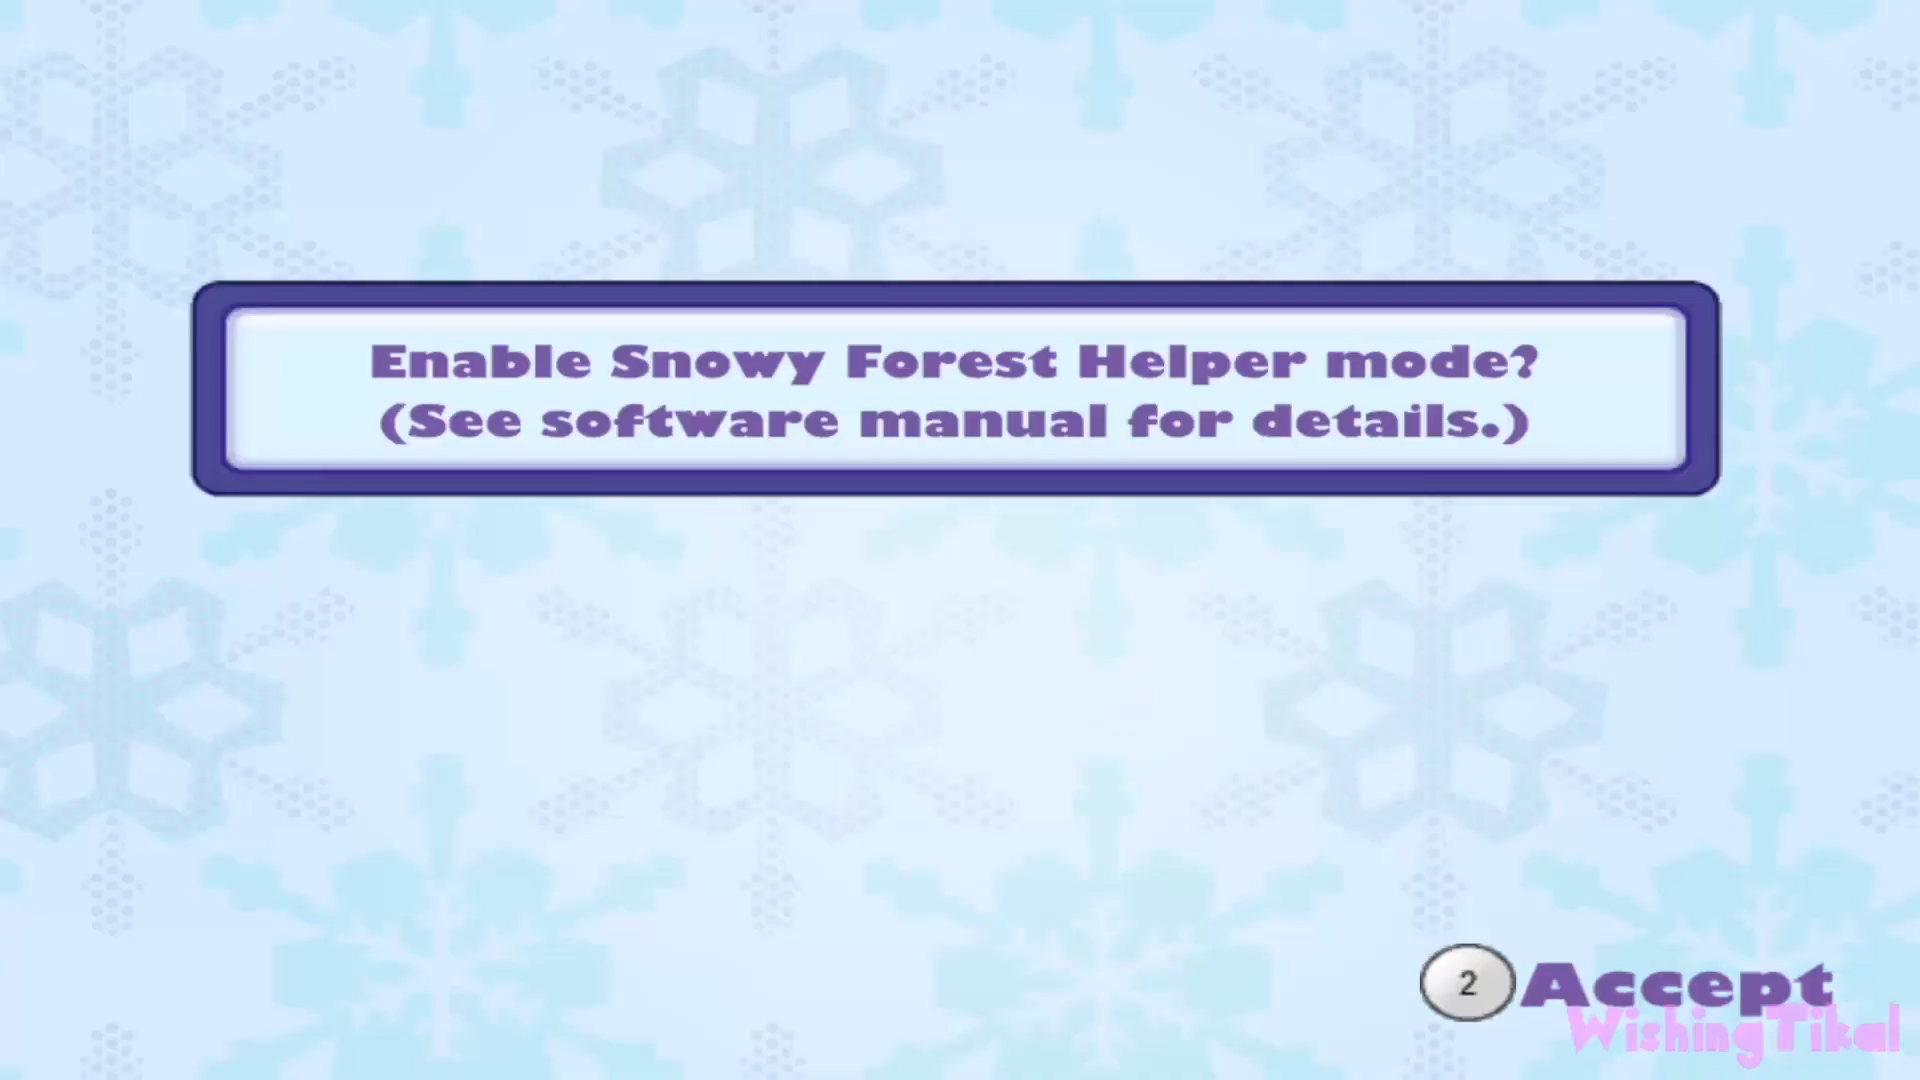 Enable Snowy Forest Helper mode?
(See software manual for details.)
2 Accept
WishingTikal